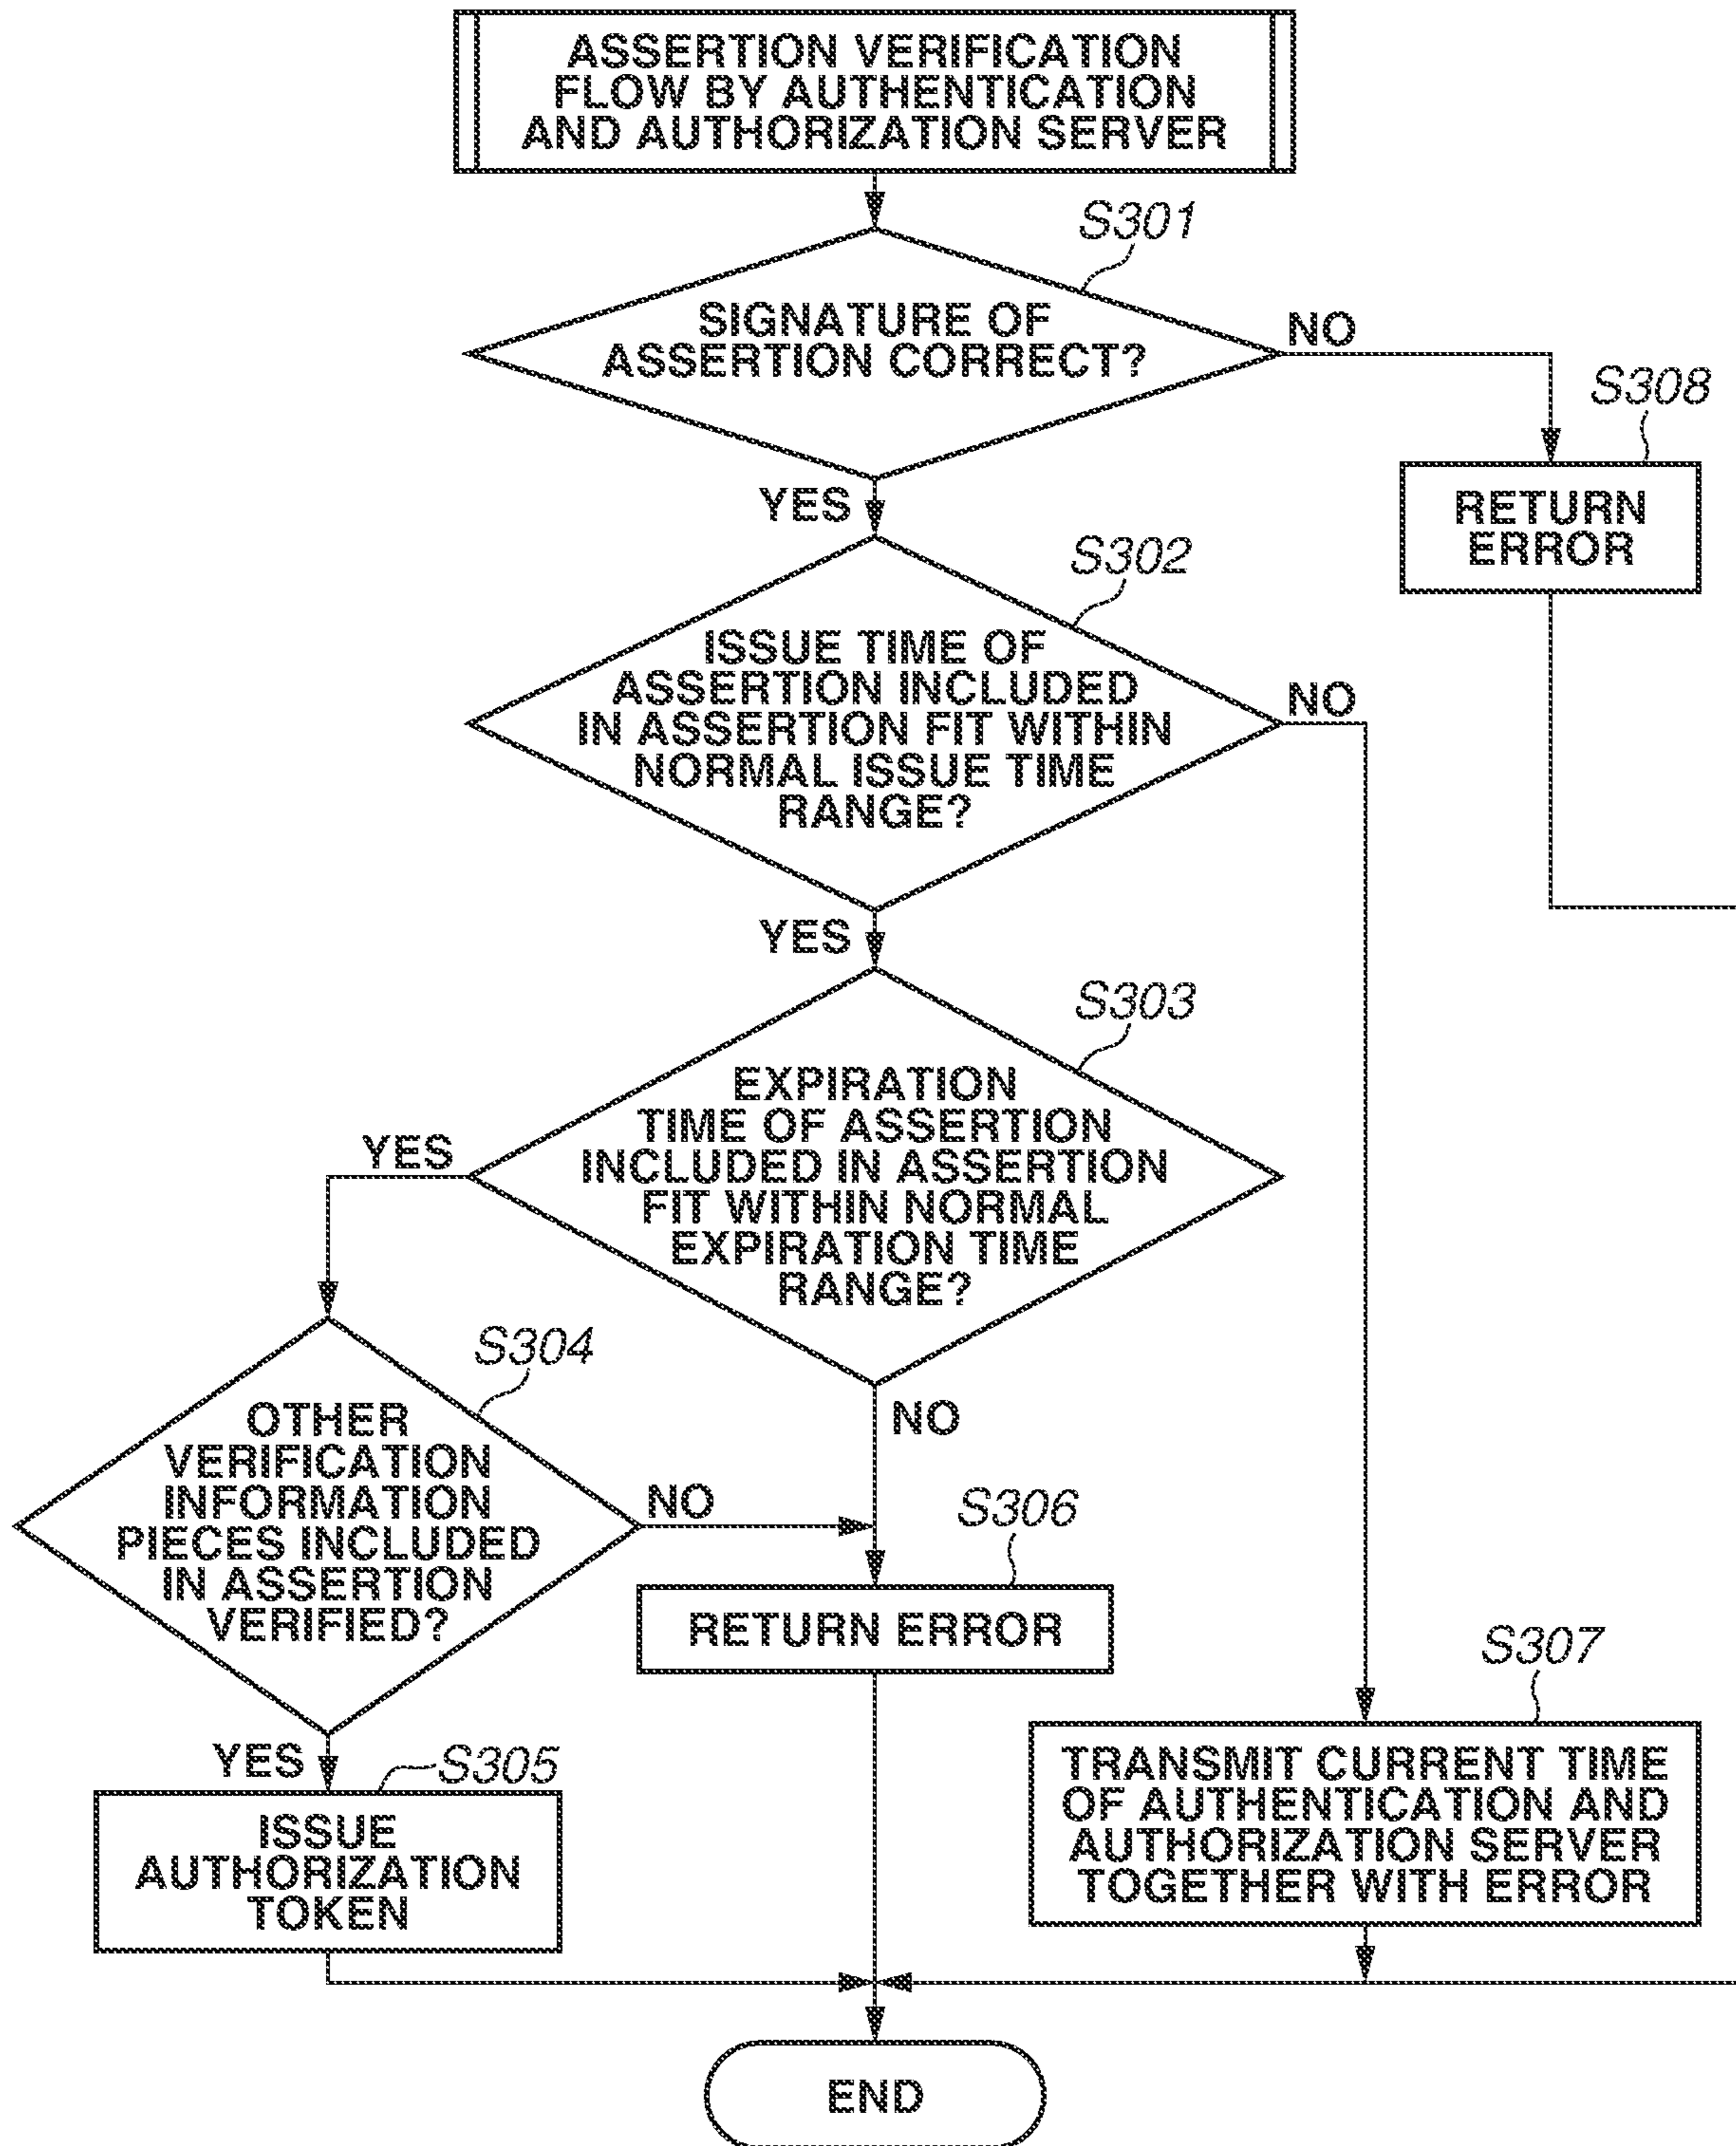 ASSERTION VERIFICATION
FLOW BY AUTHENTICATION
AND AUTHORIZATION SERVER
S301
SIGNATURE OF
ASSERTION CORRECT?
NO
S308
RETURN
ERROR
YES
S302
ISSUE TIME OF
ASSERTION INCLUDED
IN ASSERTION FIT WITHIN
NORMAL ISSUE TIME
RANGE?
NO
YES
S303
EXPIRATION
TIME OF ASSERTION
INCLUDED IN ASSERTION
FIT WITHIN NORMAL
EXPIRATION TIME
RANGE?
YES
NO
S304
OTHER
VERIFICATION
INFORMATION
PIECES INCLUDED
IN ASSERTION
VERIFIED?
NO
S306
RETURN ERROR
YES
S305
ISSUE
AUTHORIZATION
TOKEN
S307
TRANSMIT CURRENT TIME
OF AUTHENTICATION AND
AUTHORIZATION SERVER
TOGETHER WITH ERROR
END